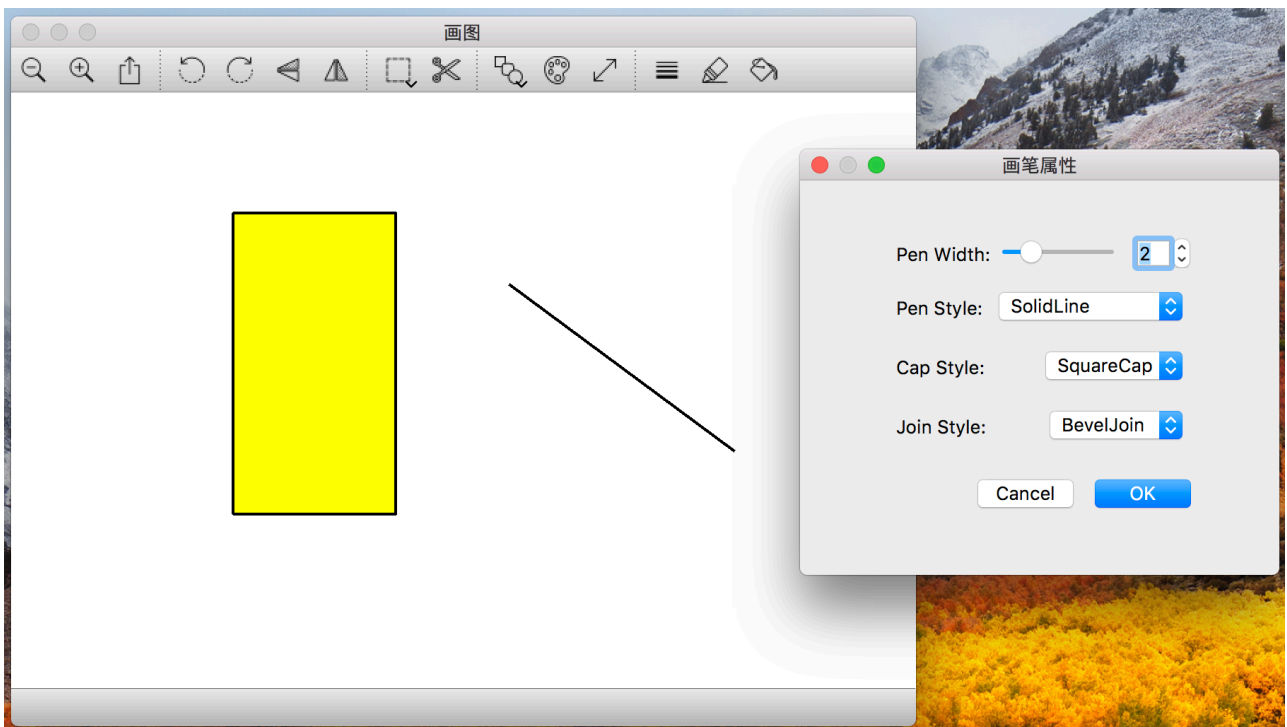 画图
画笔属性
Pen Width: 2
Pen Style: SolidLine
Cap Style: SquareCap
Join Style: BevelJoin
Cancel OK